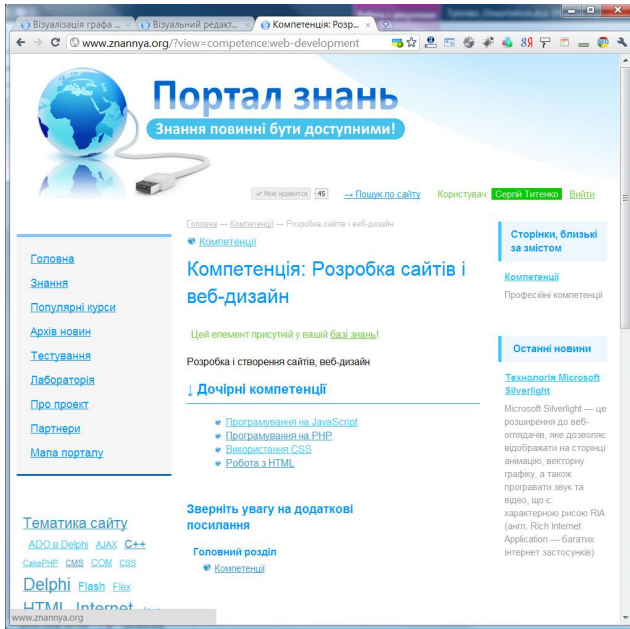 Візуалізація графа ...
Візуальний редакт...
Компетенція: Розр...
www.znannya.org/?view=competence:web-development
Портал знань
Знання повинні бути доступними!
Мне нравится 45
→ Пошук по сайту
Користувач: Сергій Титенко Вийти
Головна → Компетенції → Розробка сайтів і веб-дизайн
Компетенції
Компетенція: Розробка сайтів і
веб-дизайн
Цей елемент присутній у вашій базі знань!
Розробка і створення сайтів, веб-дизайн
↓ Дочірні компетенції
Програмування на JavaScript
Програмування на PHP
Використання CSS
Робота з HTML
Зверніть увагу на додаткові
посилання
Головний розділ
Компетенції
Головна
Знання
Популярні курси
Архів новин
Тестування
Лабораторія
Про проект
Партнери
Мапа порталу
Тематика сайту
ADO в Delphi AJAX C++
CakePHP CMS COM CSS
Delphi Flash Flex
HTML Internet Java
www.znannya.org
Сторінки, близькі
за змістом
Компетенції
Професійні компетенції
Останні новини
Технологія Microsoft
Silverlight
Microsoft Silverlight — це
розширення до веб-
оглядачів, яке дозволяє
відображати на сторінці
анімацію, векторну
графіку, а також
програвати звук та
відео, що є
характерною рисою RIA
(англ. Rich Internet
Application — багатих
інтернет застосунків)